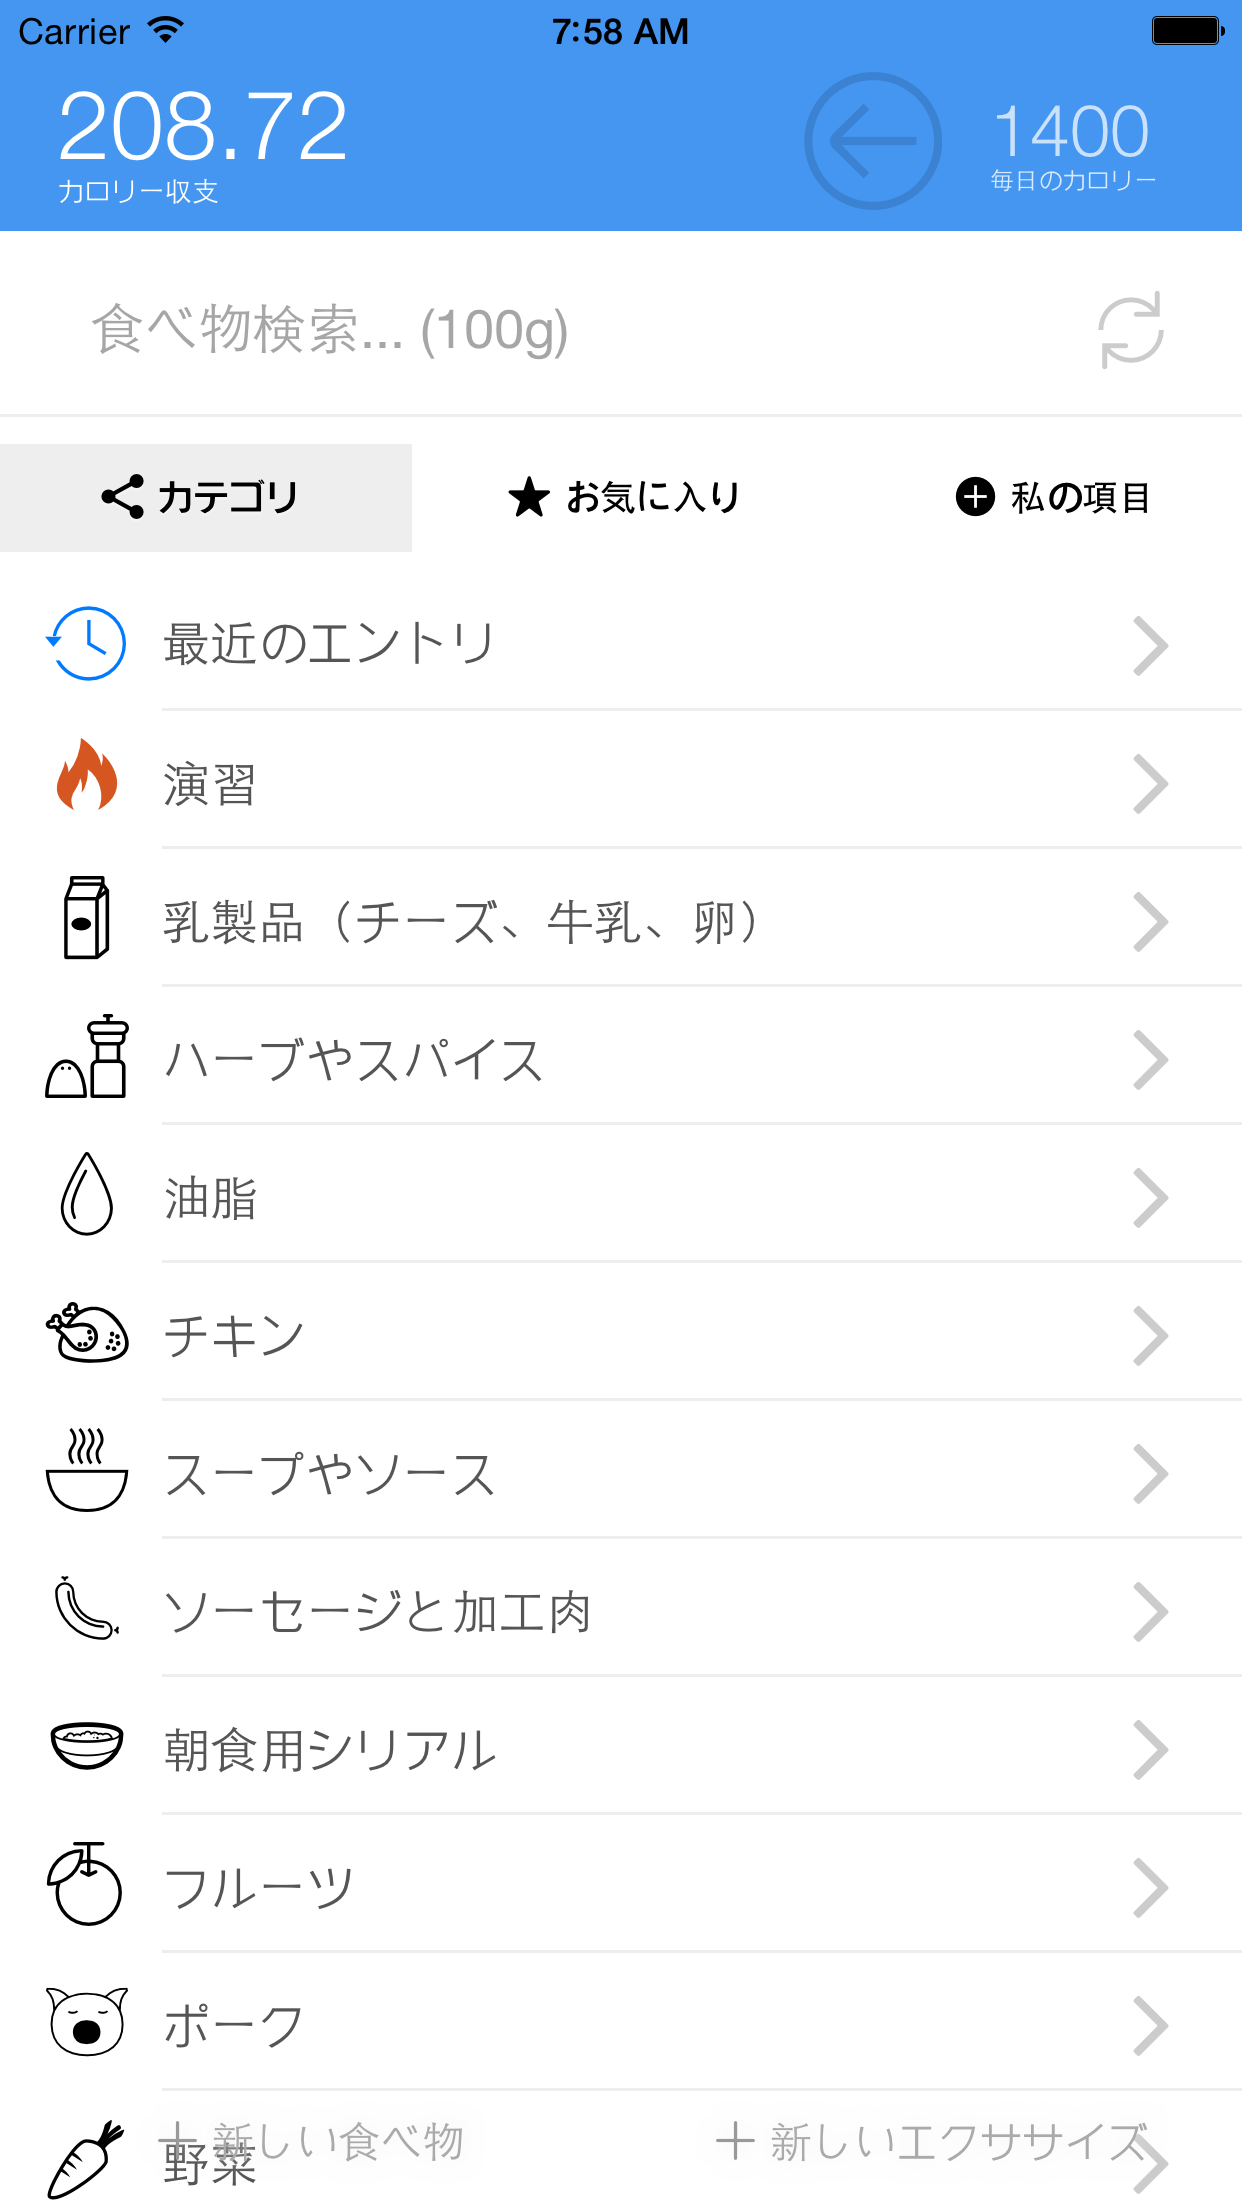 Carrier 7:58 AM
208.72 1400
カロリー収支 毎日のカロリー
食べ物検索... (100g)
カテゴリ お気に入り 私の項目
最近のエントリ
演習
乳製品（チーズ、牛乳、卵）
ハーブやスパイス
油脂
チキン
スープやソース
ソーセージと加工肉
朝食用シリアル
フルーツ
ポーク
新しい食べ物 新しいエクササイズ
野菜